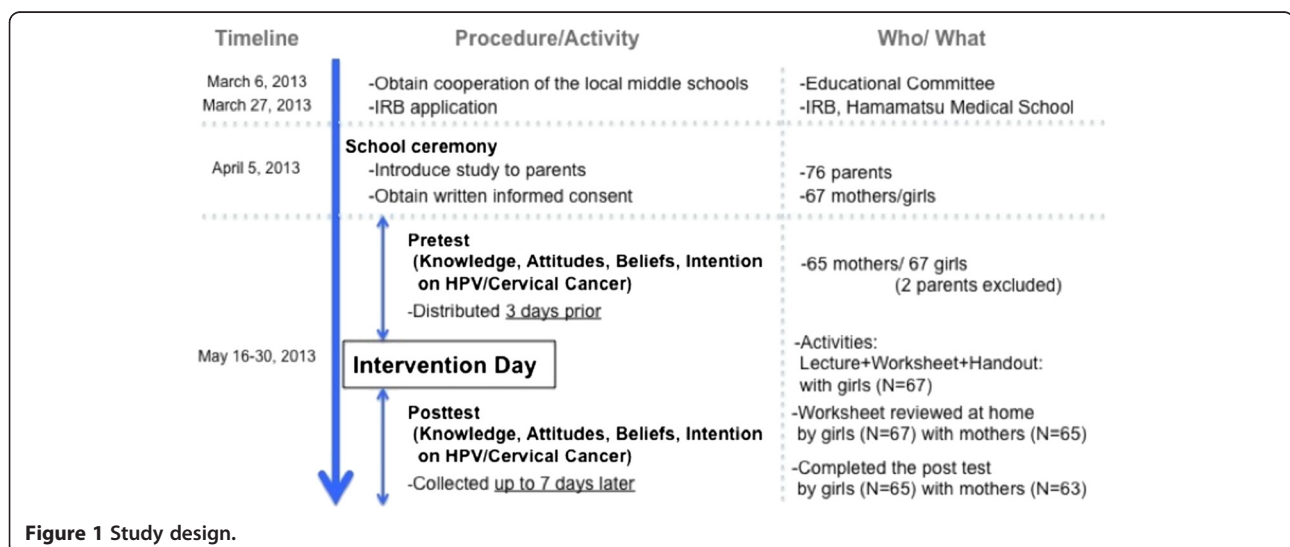 Timeline Procedure/Activity Who/ What
March 6, 2013 -Obtain cooperation of the local middle schools -Educational Committee
March 27, 2013 -IRB application -IRB, Hamamatsu Medical School
School ceremony
April 5, 2013 -Introduce study to parents -76 parents
-Obtain written informed consent -67 mothers/girls
Pretest
(Knowledge, Attitudes, Beliefs, Intention
on HPV/Cervical Cancer)
-65 mothers/ 67 girls
(2 parents excluded)
-Distributed 3 days prior
May 16-30, 2013 Intervention Day
-Activities:
Lecture+Worksheet+Handout:
with girls (N=67)
Posttest
(Knowledge, Attitudes, Beliefs, Intention
on HPV/Cervical Cancer)
-Collected up to 7 days later
-Worksheet reviewed at home
by girls (N=67) with mothers (N=65)
-Completed the post test
by girls (N=65) with mothers (N=63)
Figure 1 Study design.